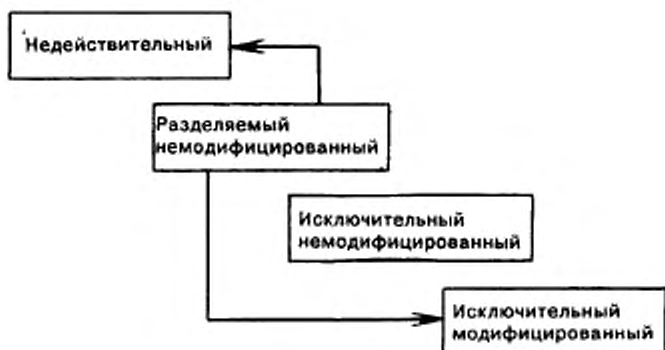 Недействительный
Разделяемый
немодифицированный
Исключительный
немодифицированный
Исключительный
модифицированный